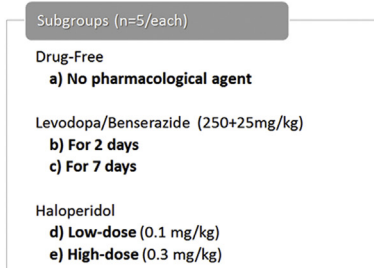 Subgroups (n=5/each)
Drug-Free
a) No pharmacological agent
Levodopa/Benserazide (250+25mg/kg)
b) For 2 days
c) For 7 days
Haloperidol
d) Low-dose (0.1 mg/kg)
e) High-dose (0.3 mg/kg)